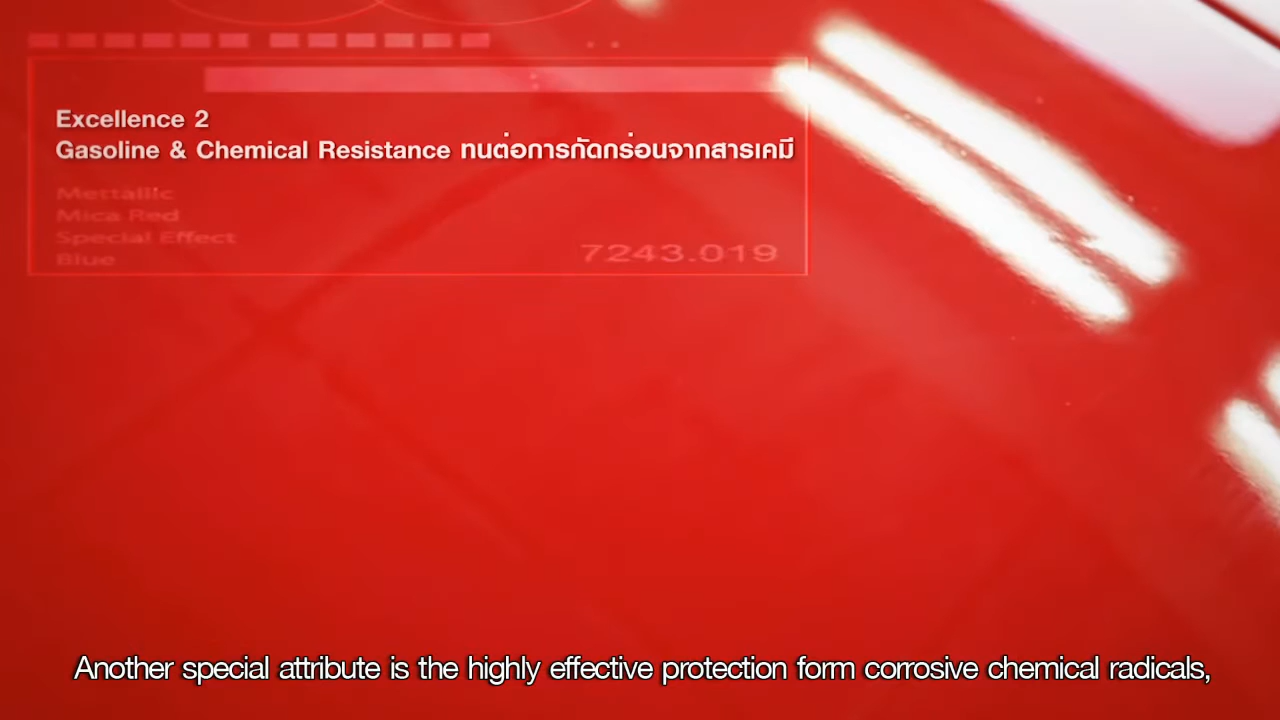 Excellence 2
Gasoline & Chemical Resistance ทนต่อการกัดกร่อนจากสารเคมี
Mettallic
Mica Red
Special Effect
Blue
7243.019
Another special attribute is the highly effective protection form corrosive chemical radicals,